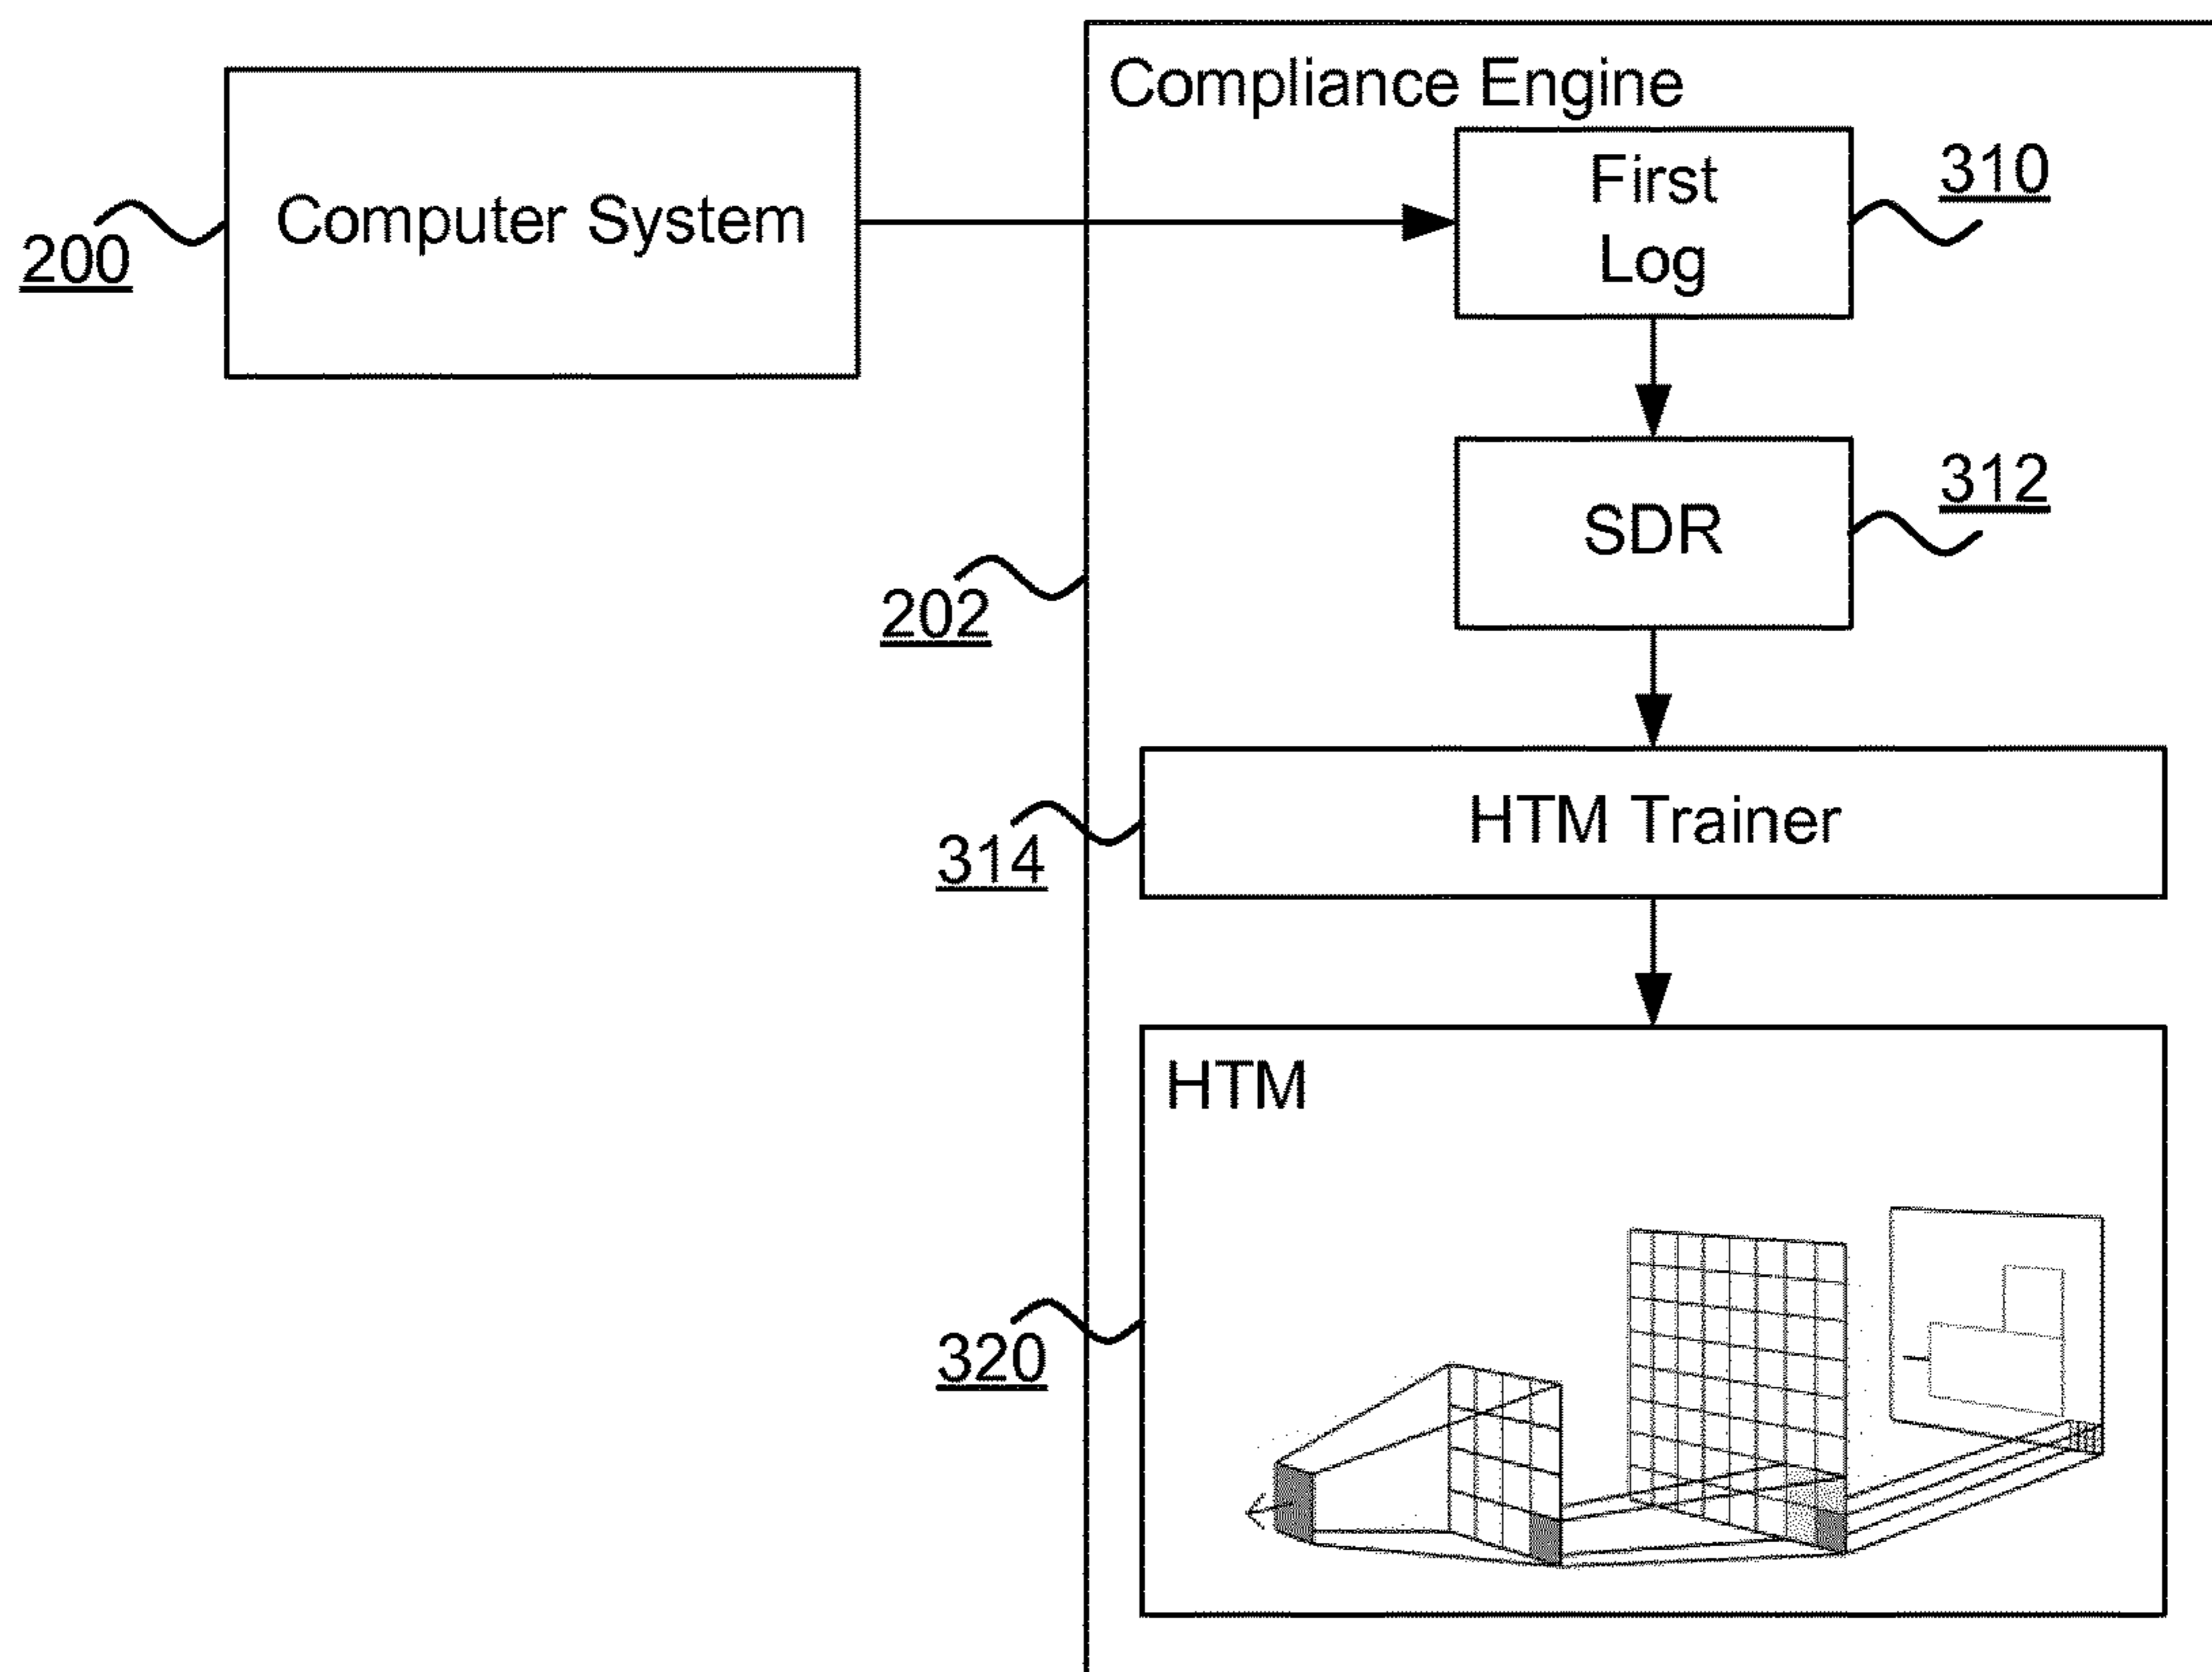 Compliance Engine
Computer System
200
First
Log
310
SDR
312
202
HTM Trainer
314
HTM
320